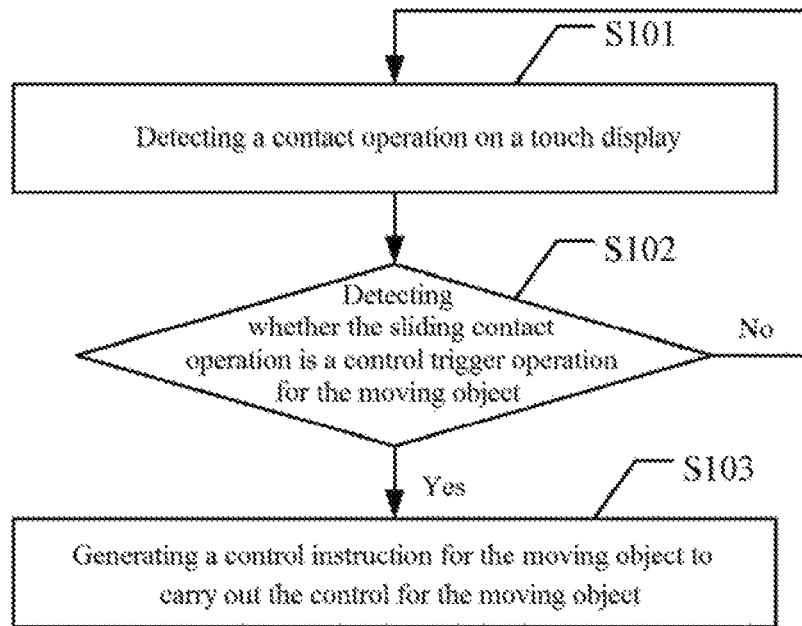 S101
Detecting a contact operation on a touch display
S102
Detecting
whether the sliding contact
operation is a control trigger operation
for the moving object
No
Yes
S103
Generating a control instruction for the moving object to
carry out the control for the moving object